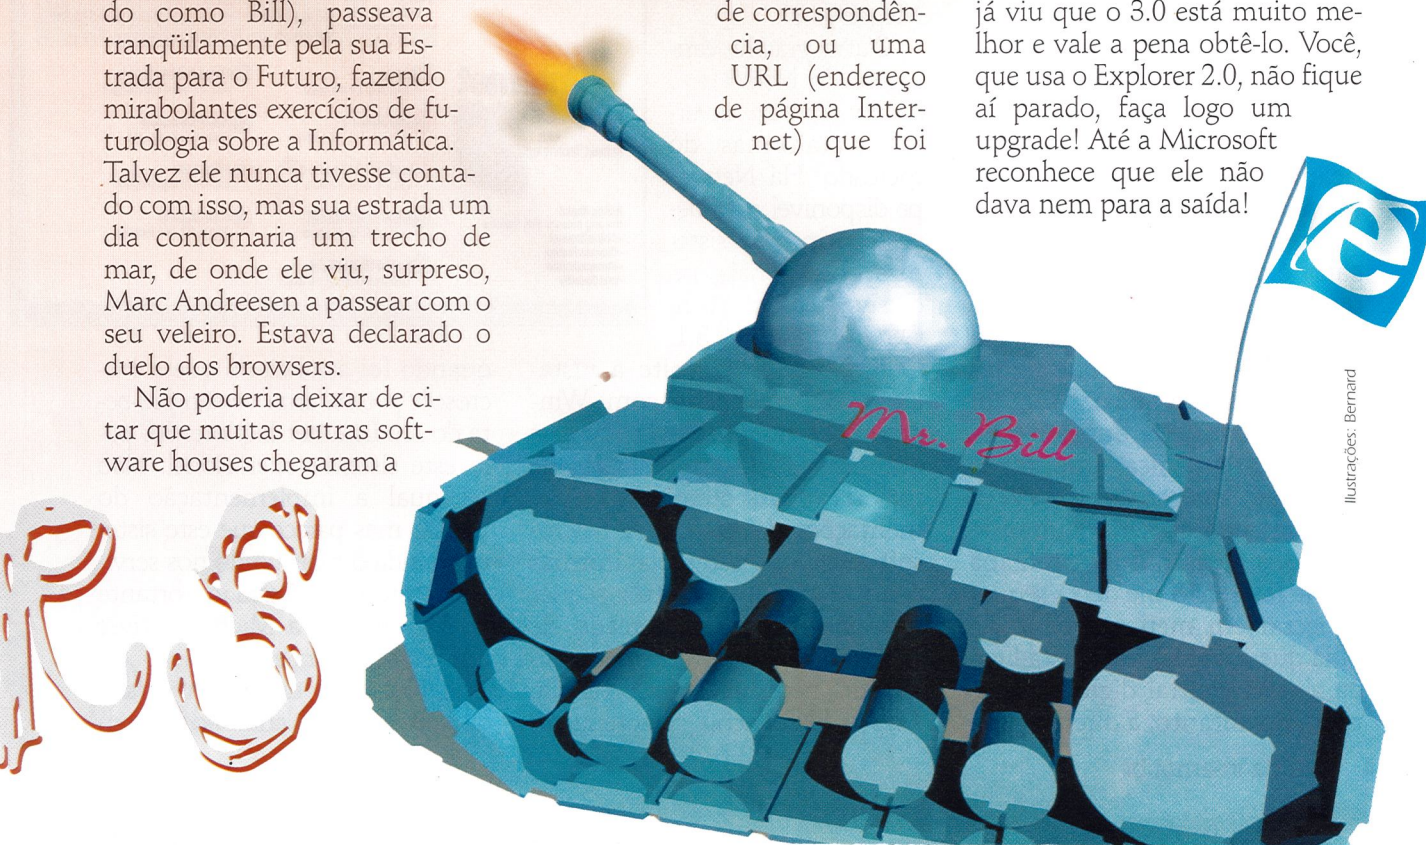 do como Bill), passeava
tranqüilamente pela sua Es-
trada para o Futuro, fazendo
mirabolantes exercícios de fu-
turologia sobre a Informática.
Talvez ele nunca tivesse conta-
do com isso, mas sua estrada um
dia contornaria um trecho de
mar, de onde ele viu, surpreso,
Marc Andreesen a passear com o
seu veleiro. Estava declarado o
duelo dos browsers.
Não poderia deixar de ci-
tar que muitas outras soft-
ware houses chegaram a
de correspondên-
cia, ou uma
URL (endereço
de página Inter-
net) que foi
já viu que o 3.0 está muito me-
lhor e vale a pena obtê-lo. Você,
que usa o Explorer 2.0, não fique
aí parado, faça logo um
upgrade! Até a Microsoft
reconhece que ele não
dava nem para a saída!
e
Mr. Bill
Ilustrações: Bernard
RS